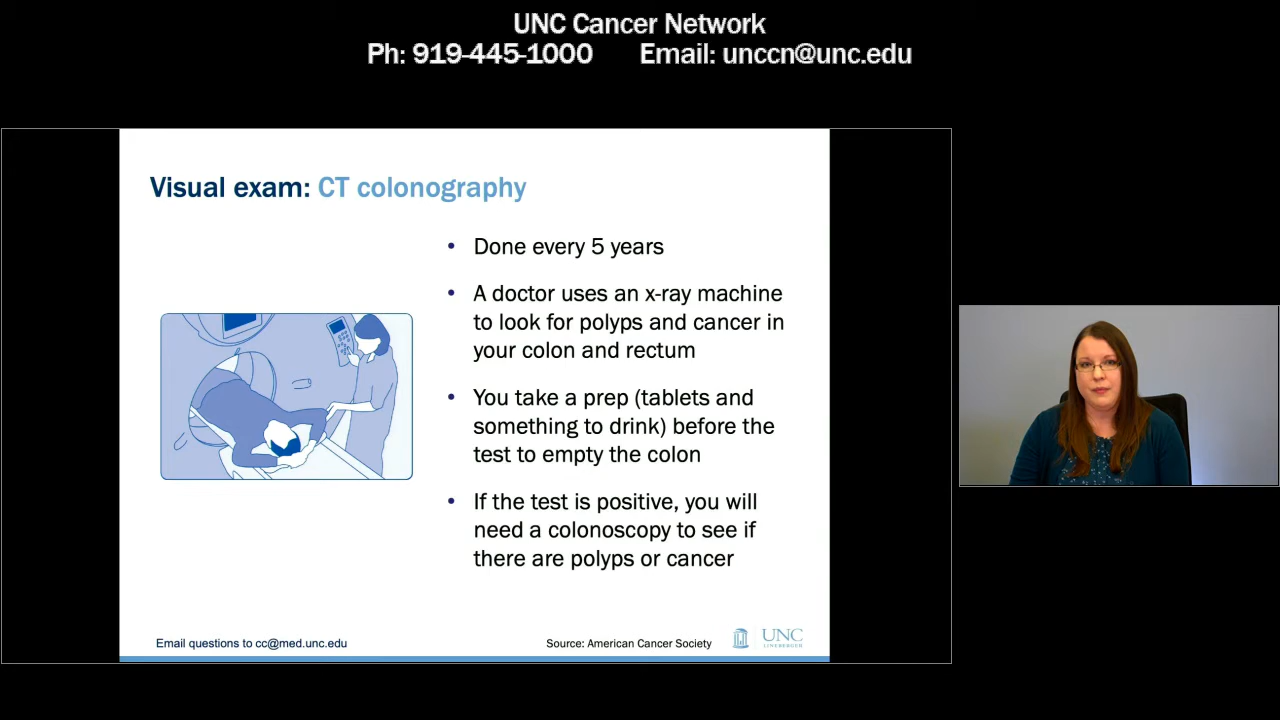 UNC Cancer Network
Ph: 919-445-1000 Email: unccn@unc.edu
Visual exam: CT colonography
• Done every 5 years
• A doctor uses an x-ray machine
to look for polyps and cancer in
your colon and rectum
• You take a prep (tablets and
something to drink) before the
test to empty the colon
• If the test is positive, you will
need a colonoscopy to see if
there are polyps or cancer
Email questions to cc@med.unc.edu
Source: American Cancer Society
UNC
LINEBERGER